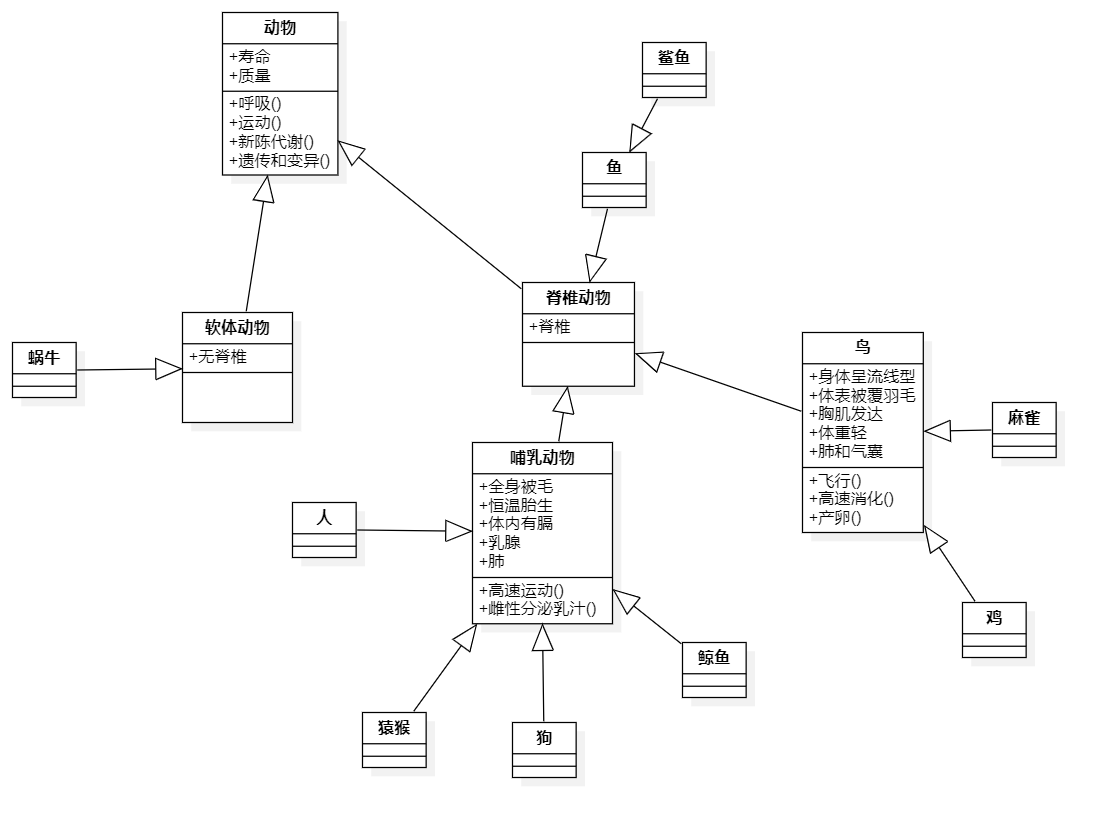 动物
+寿命
+质量
+呼吸()
+运动()
+新陈代谢()
+遗传和变异()
鲨鱼
鱼
脊椎动物
+脊椎
软体动物
+无脊椎
蜗牛
鸟
+身体呈流线型
+体表被覆羽毛
+胸肌发达
+体重轻
+肺和气囊
+飞行()
+高速消化()
+产卵()
麻雀
哺乳动物
+全身被毛
+恒温胎生
+体内有膈
+乳腺
+肺
+高速运动()
+雌性分泌乳汁()
人
鸡
鲸鱼
猿猴
狗